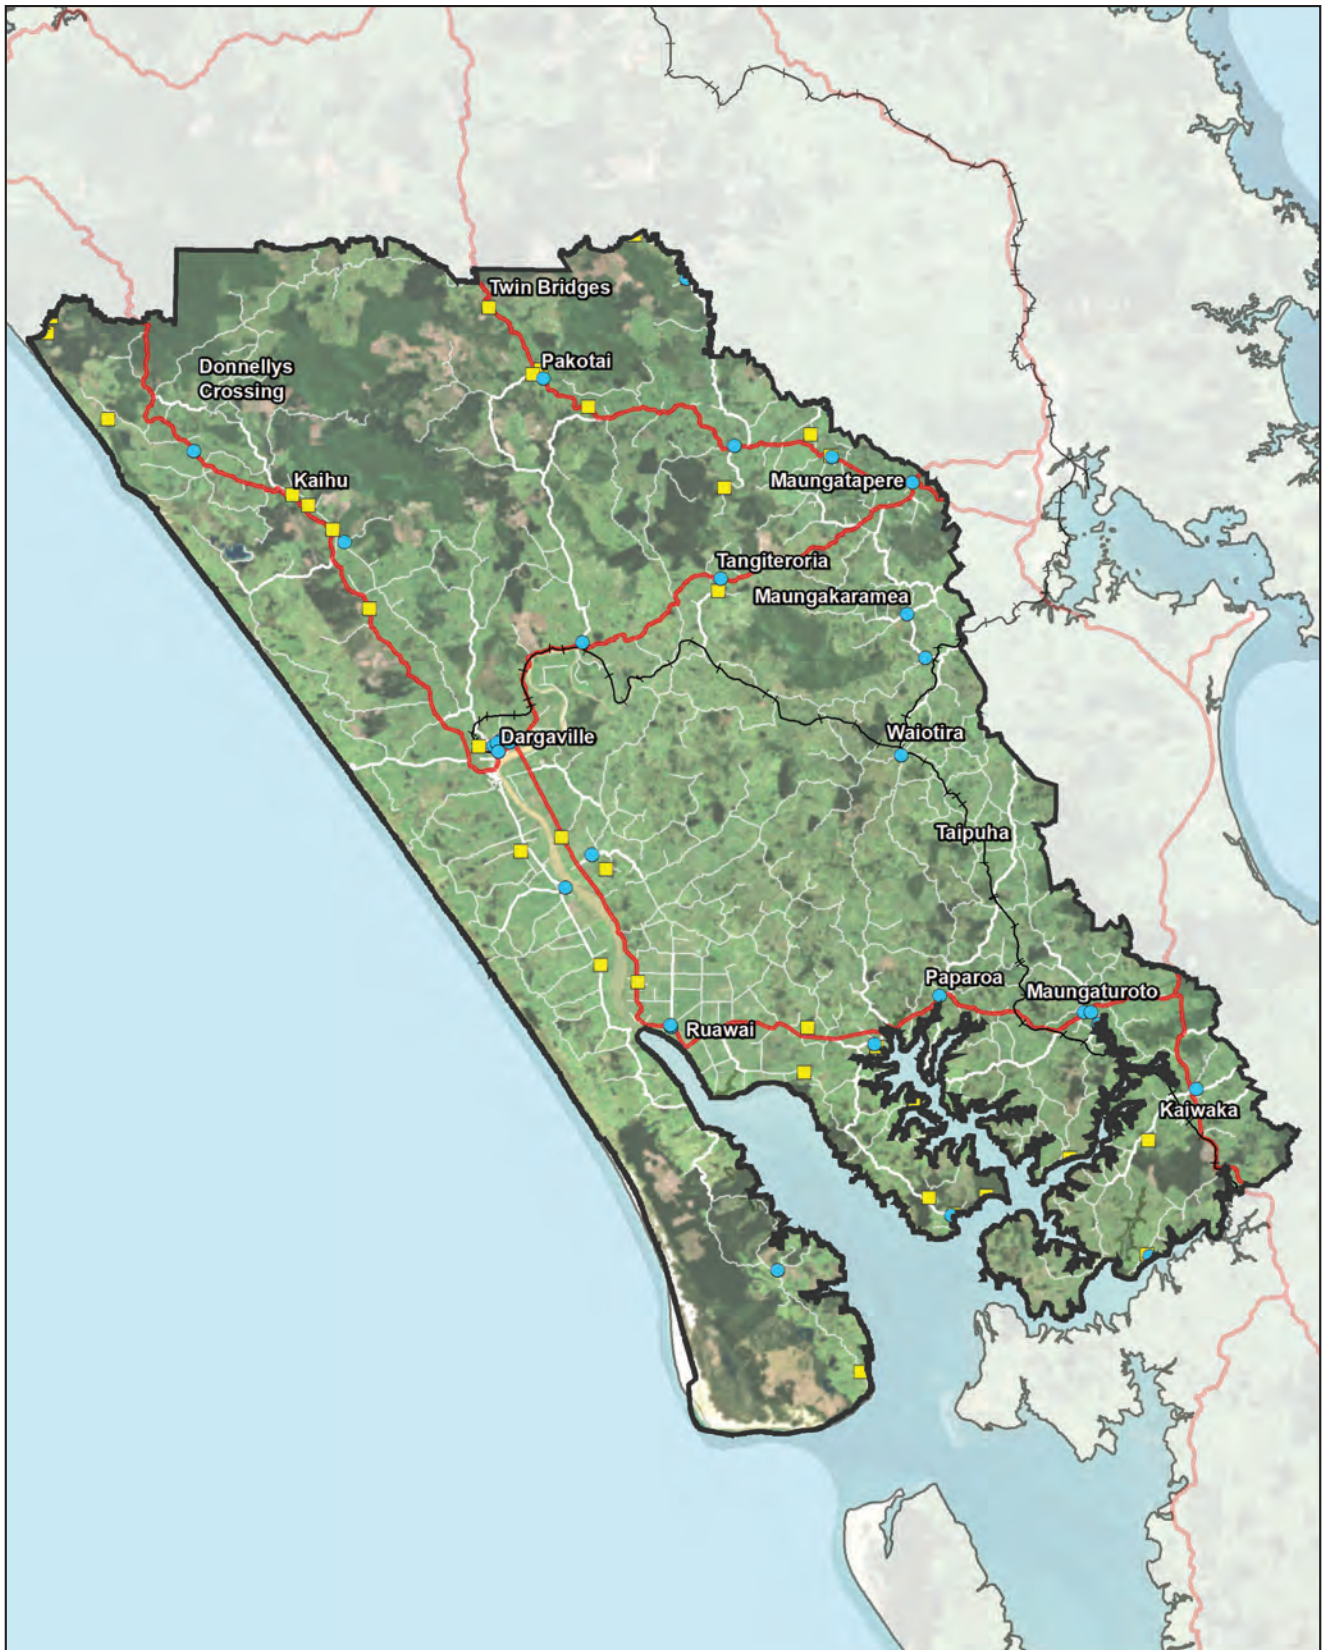 Twin Bridges
Pakotai
Donnellys
Crossing
Kaihu
Maungatapere
Tangiteroria
Maungakaramea
Dargaville
Waiotira
Taipuha
Paparoa
Maungaturoto
Ruawai
Kaiwaka